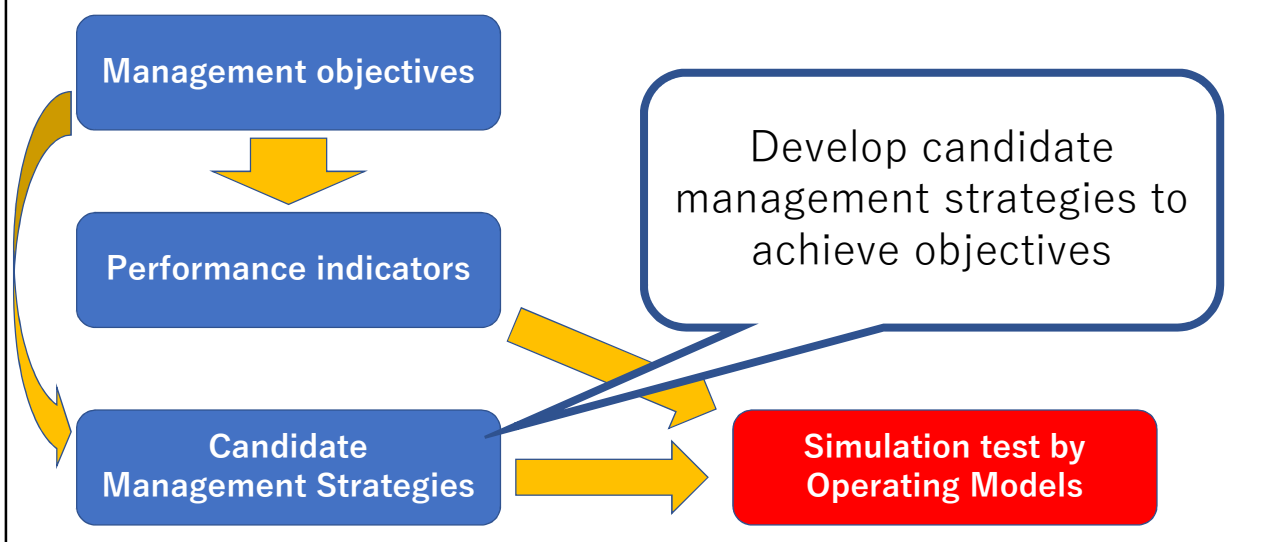 Management objectives
Develop candidate
management strategies to
achieve objectives
Performance indicators
Candidate
Management Strategies
Simulation test by
Operating Models